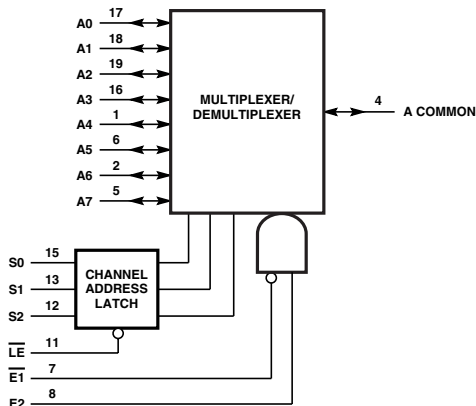 A0 17
A1 18
A2 19
A3 16
A4 1
A5 6
A6 2
A7 5
MULTIPLEXER/
DEMULTIPLEXER
4 A COMMON
S0 15
S1 13
S2 12
CHANNEL
ADDRESS
LATCH
LE 11
E1 7
E2 8